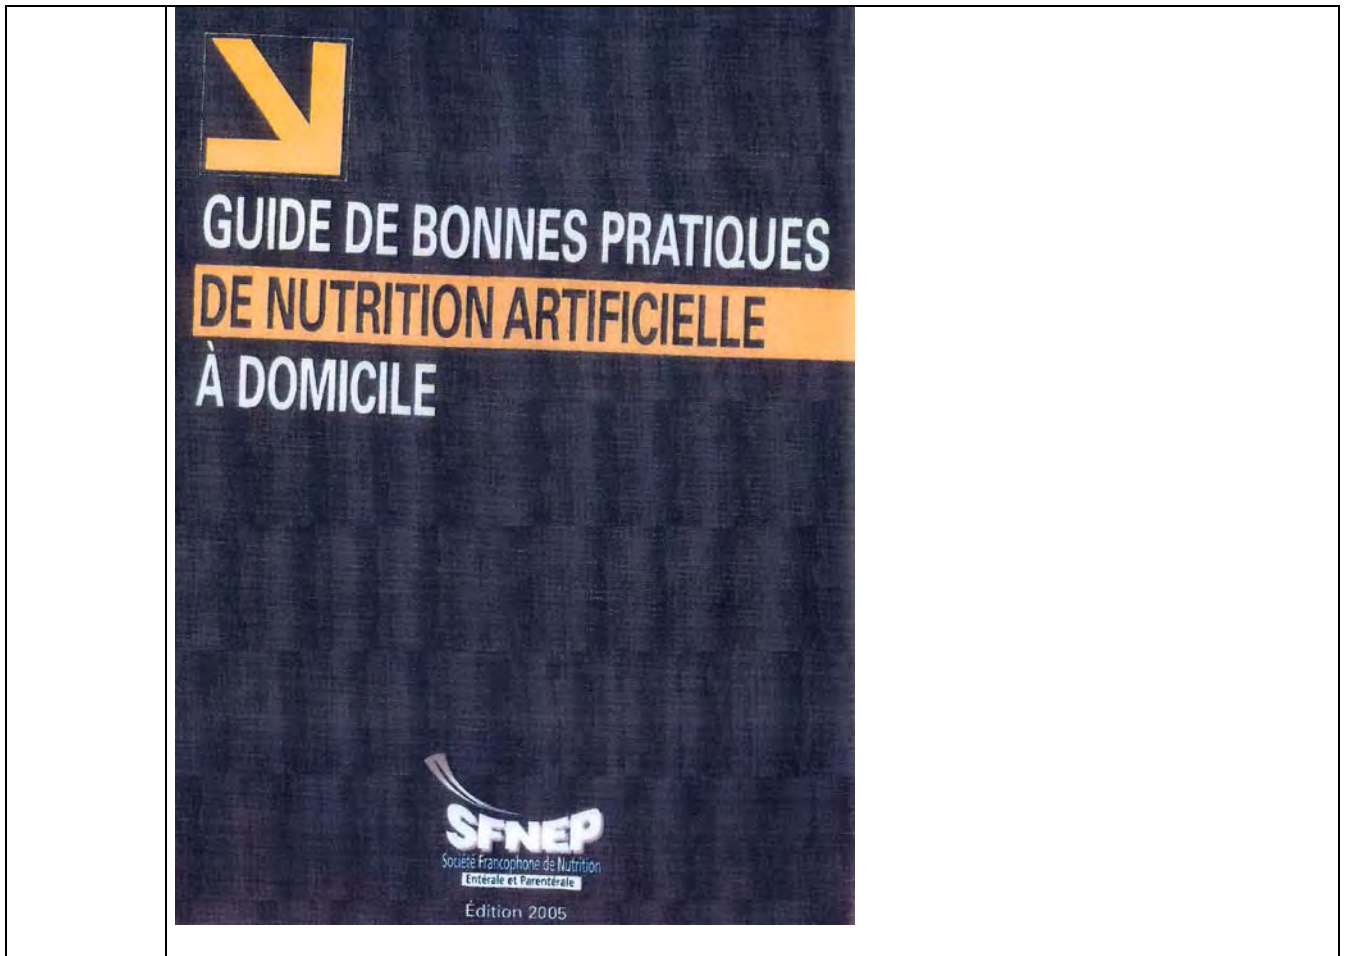 GUIDE DE BONNES PRATIQUES
DE NUTRITION ARTIFICIELLE
À DOMICILE
SFNEP
Société Francophone de Nutrition
Entérale et Parentérale
Édition 2005